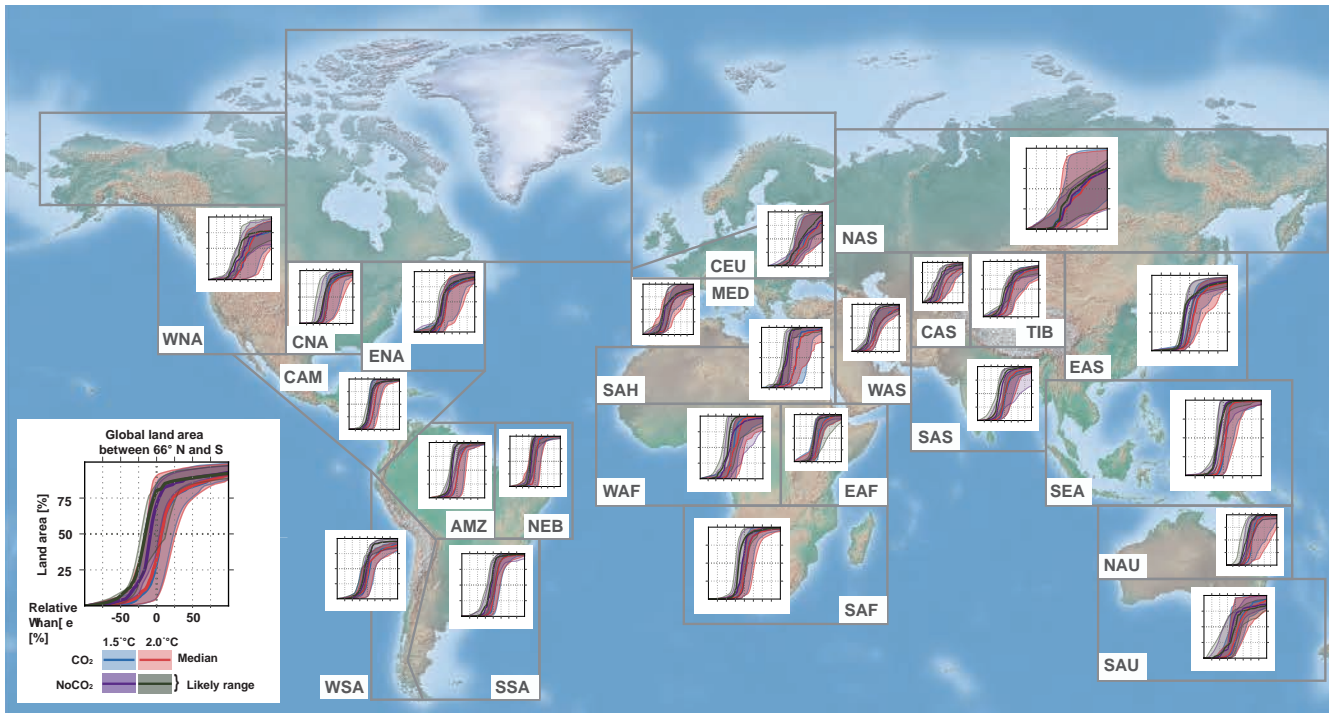 NAS
CEU
MED
WNA
CNA
ENA
CAS
TIB
CAM
EAS
SAH
WAS
SAS
Global land area
between 66° N and S
Land area [%]
75
50
25
-50
0
50
Relative
Whan[ e
[%]
1.5°C
2.0°C
CO₂
Median
NoCO₂
} Likely range
WAF
EAF
SEA
AMZ
NEB
NAU
SAF
SAU
WSA
SSA